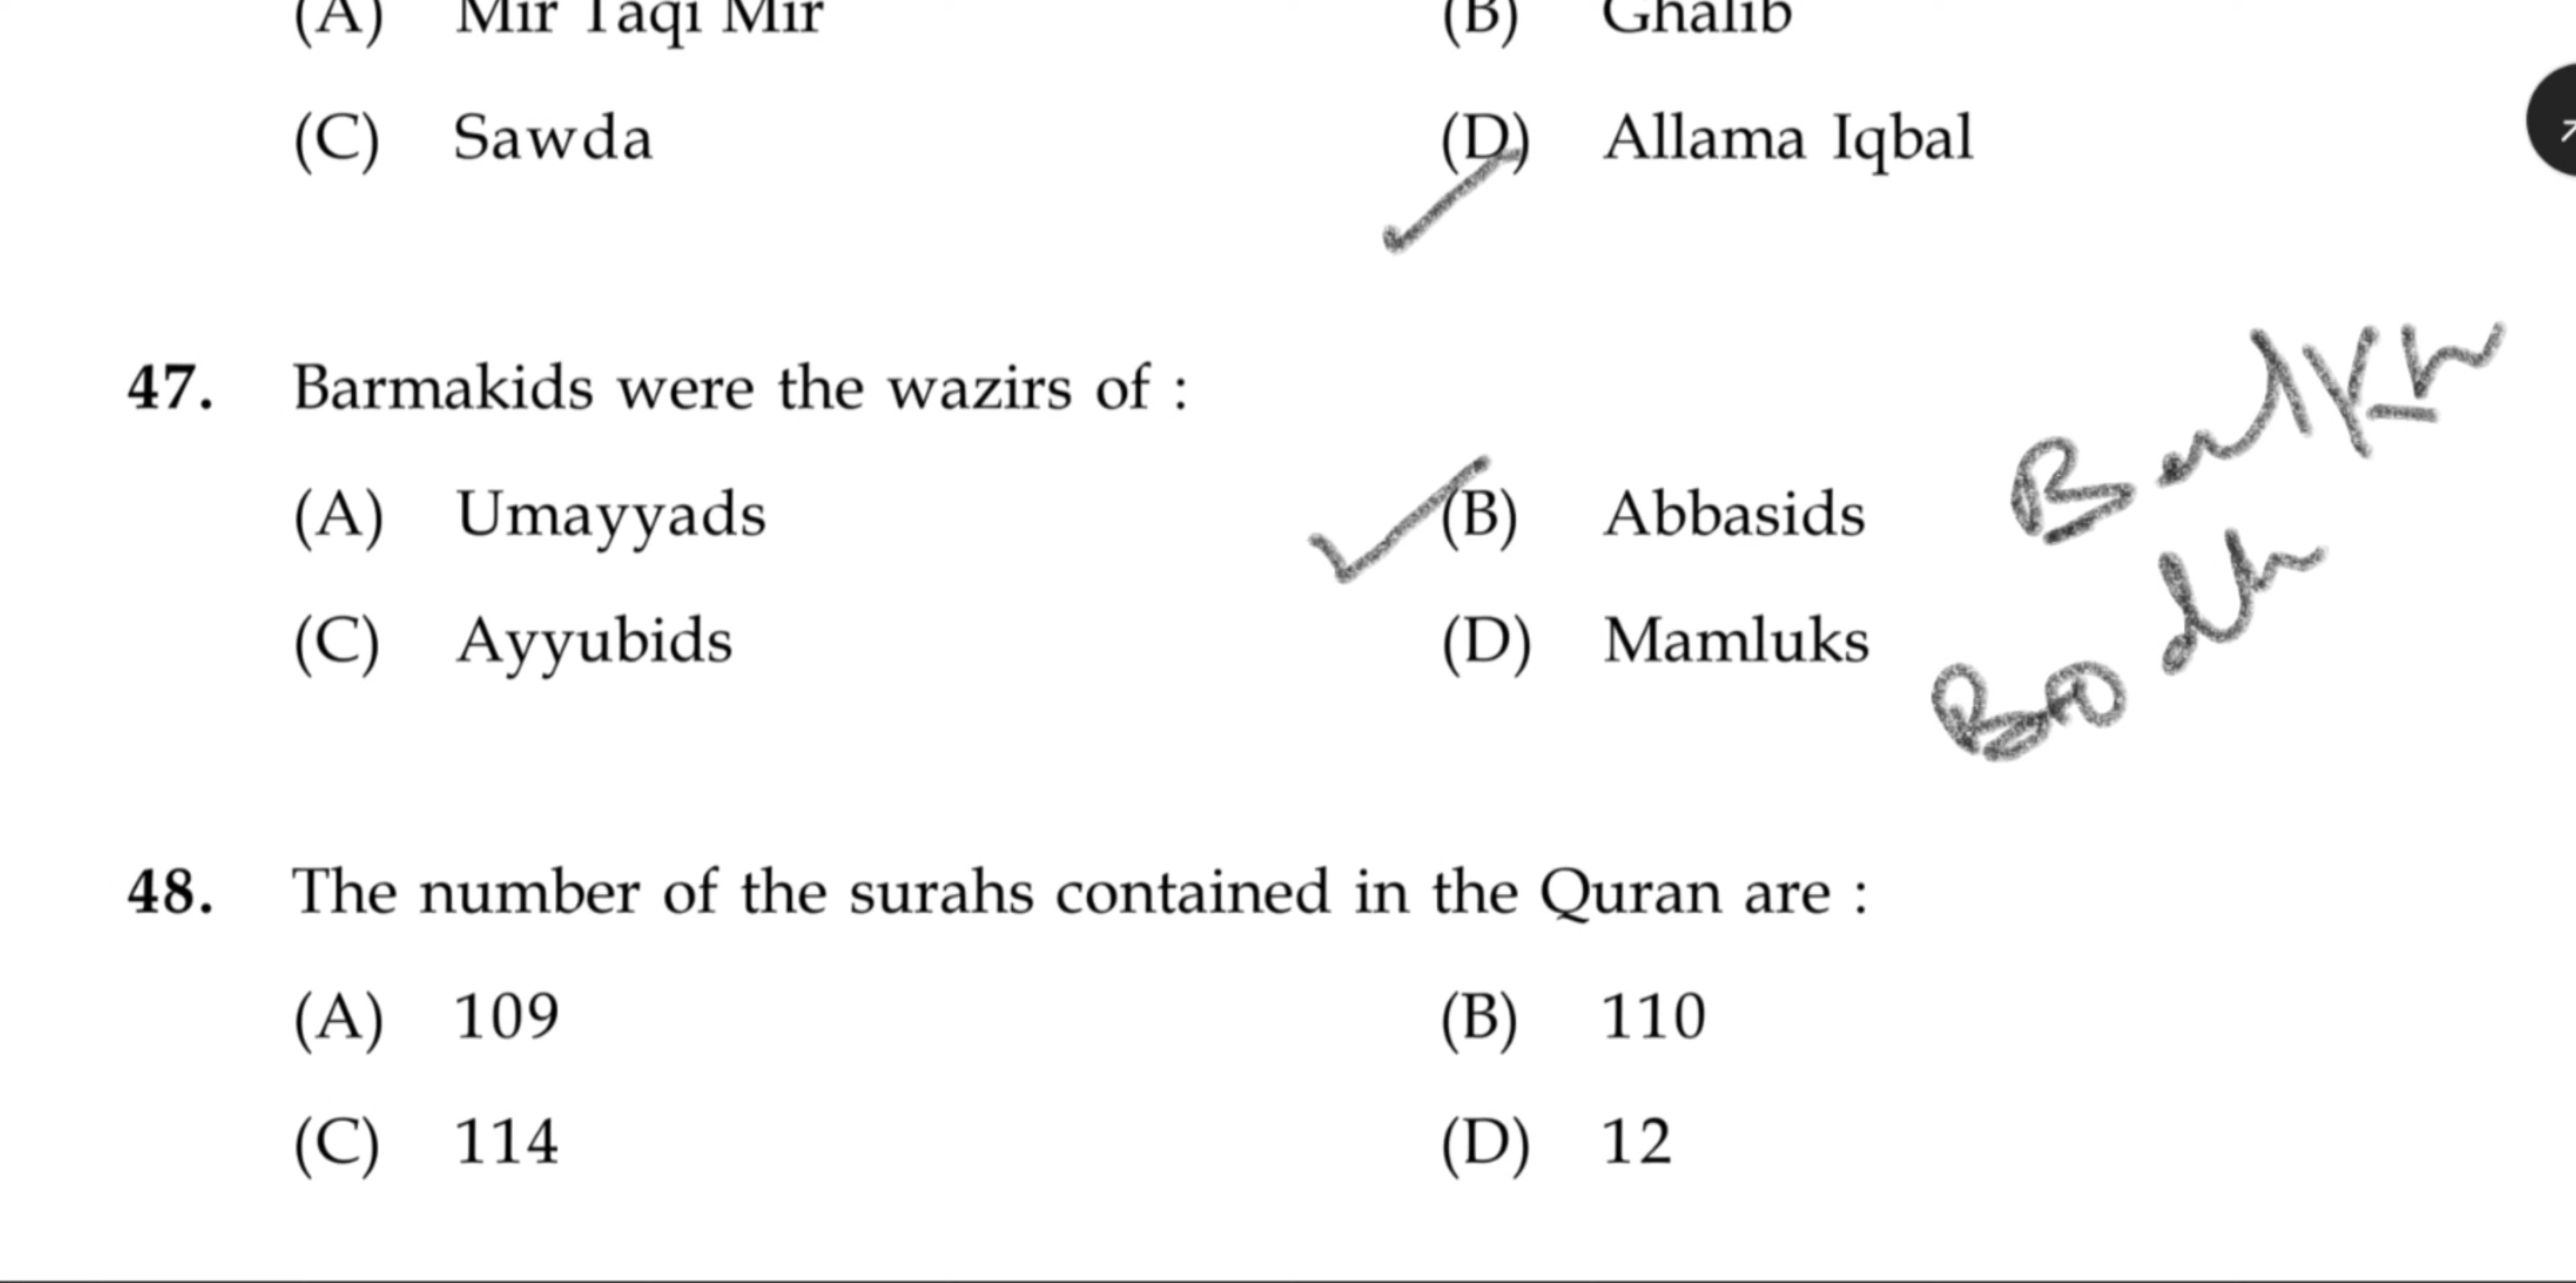 (A) Mir Taqi Mir (B) Ghalib
(C) Sawda (D) Allama Iqbal
47. Barmakids were the wazirs of :
(A) Umayyads (B) Abbasids
(C) Ayyubids (D) Mamluks
48. The number of the surahs contained in the Quran are :
(A) 109 (B) 110
(C) 114 (D) 12